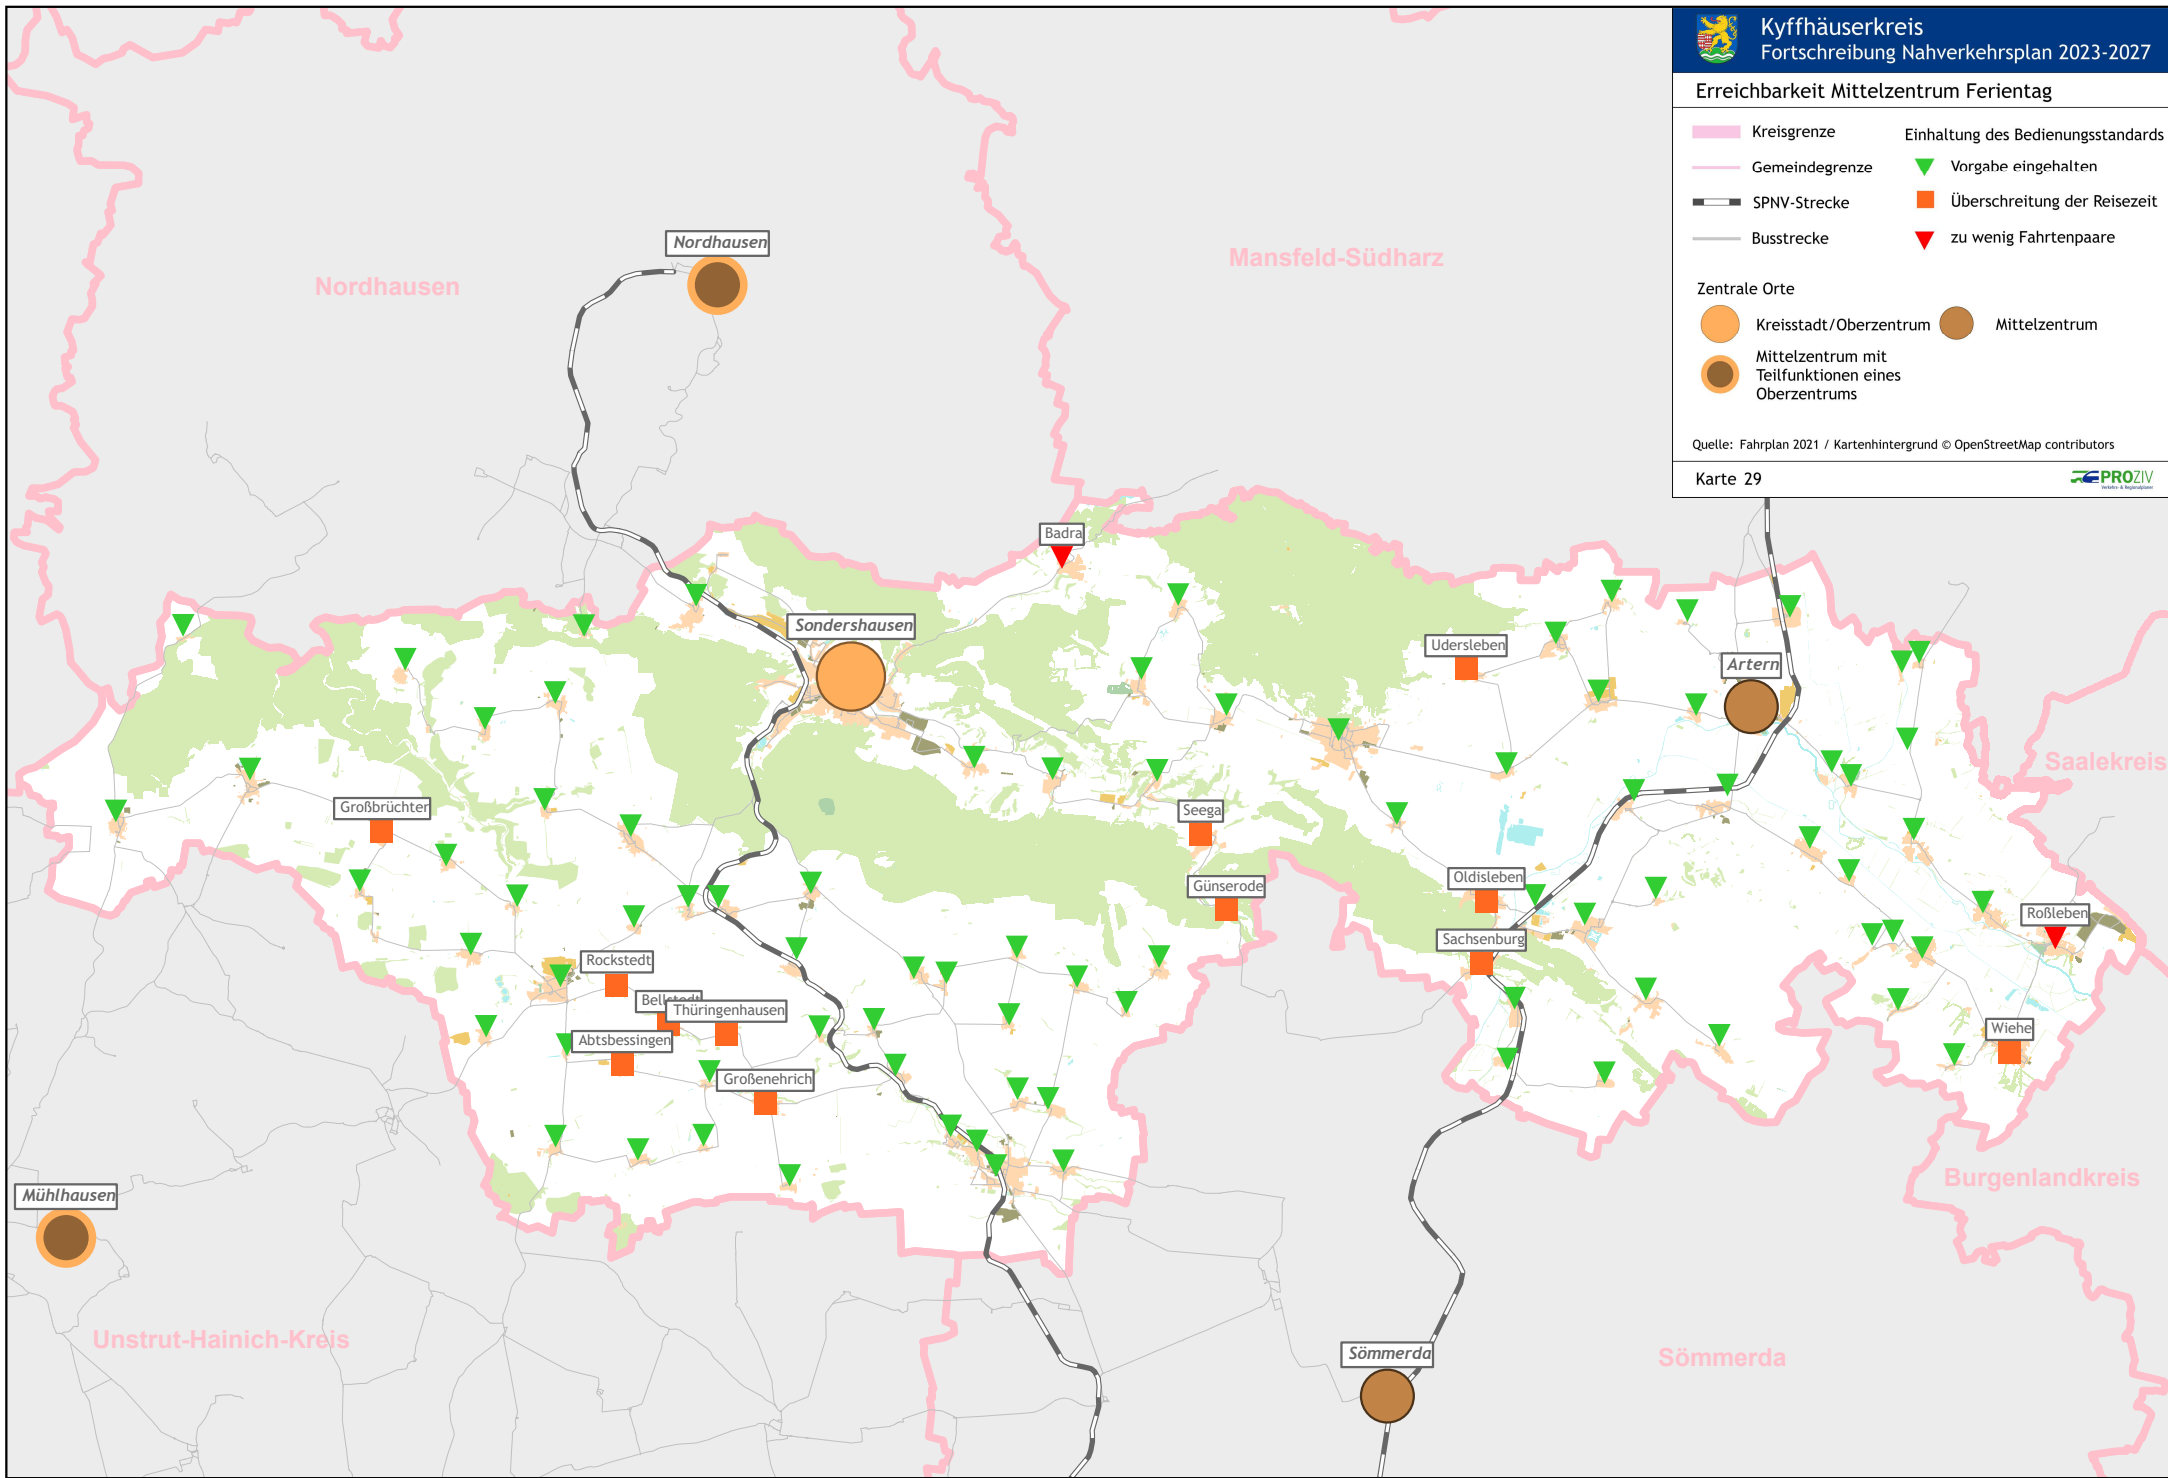 Kyffhäuserkreis
Fortschreibung Nahverkehrsplan 2023-2027
Erreichbarkeit Mittelzentrum Ferientag
Kreisgrenze
Gemeindegrenze
SPNV-Strecke
Busstrecke
Einhaltung des Bedienungsstandards
Vorgabe eingehalten
Überschreitung der Reisezeit
zu wenig Fahrtenpaare
Zentrale Orte
Kreisstadt/Oberzentrum
Mittelzentrum
Mittelzentrum mit
Teilfunktionen eines
Oberzentrums
Quelle: Fahrplan 2021 / Kartenhintergrund © OpenStreetMap contributors
Karte 29
PROZIV
Verkehrs- & Regionalplaner
Nordhausen
Mansfeld-Südharz
Nordhausen
Badra
Sondershausen
Udersleben
Artern
Saalekreis
Großbrüchter
Seega
Oldisleben
Günserode
Roßleben
Sachsenburg
Rockstedt
Bellstedt
Thüringenhausen
Wiehe
Abtsbessingen
Großenehrich
Burgenlandkreis
Mühlhausen
Unstrut-Hainich-Kreis
Sömmerda
Sömmerda